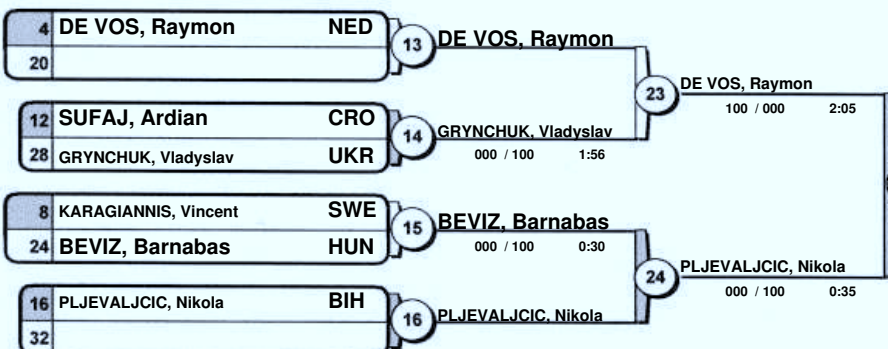 4 DE VOS, Raymon NED
20
13
DE VOS, Raymon
12 SUFAJ, Ardian CRO
28 GRYNCHUK, Vladyslav UKR
14
GRYNCHUK, Vladyslav
000 / 100 1:56
23
DE VOS, Raymon
100 / 000 2:05
8 KARAGIANNIS, Vincent SWE
24 BEVIZ, Barnabas HUN
15
BEVIZ, Barnabas
000 / 100 0:30
16 PLJEVALJCIC, Nikola BIH
32
16
PLJEVALJCIC, Nikola
24
PLJEVALJCIC, Nikola
000 / 100 0:35